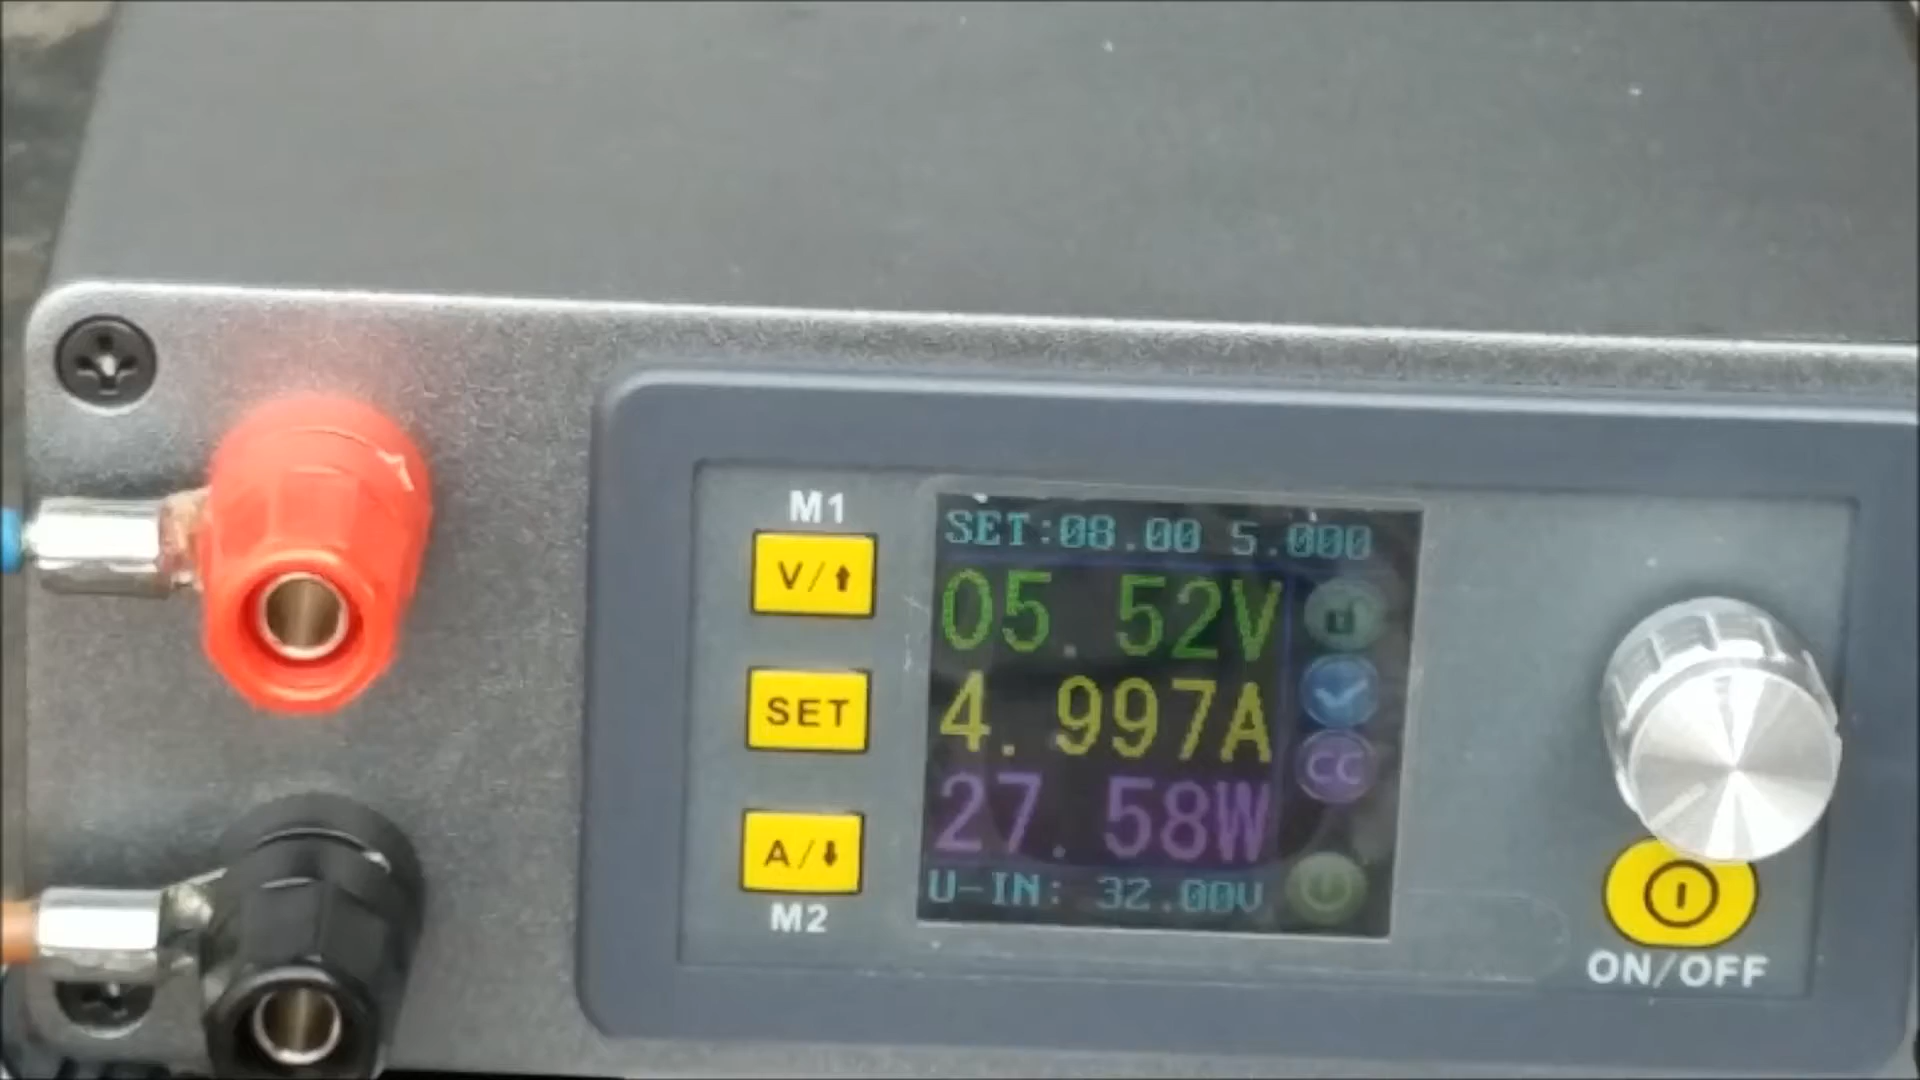 M1
V/⬆
SET
A/⬇
M2
SET:08.00 5.000
05.52V
4.997A
CC
27.58W
U-IN: 32.00V
ON/OFF